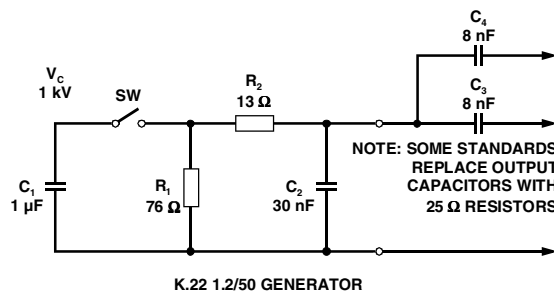 C4
8 nF
VC
1 kV
SW
R2
13 Ω
C3
8 nF
NOTE: SOME STANDARDS
REPLACE OUTPUT
CAPACITORS WITH
25 Ω RESISTORS
C1
1 µF
R1
76 Ω
C2
30 nF
K.22 1.2/50 GENERATOR